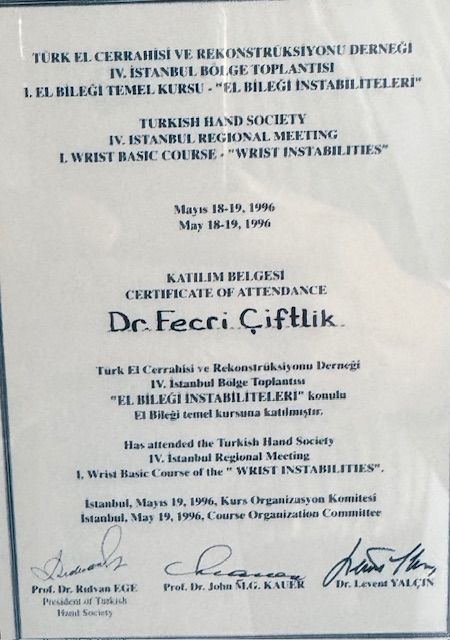 TÜRK EL CERRAHİSİ VE REKONSTRÜKSİYONU DERNEĞİ
IV. İSTANBUL BÖLGE TOPLANTISI
I. EL BİLEĞİ TEMEL KURSU - "EL BİLEĞİ INSTABILITELERİ"
TURKISH HAND SOCIETY
IV. ISTANBUL REGIONAL MEETING
I. WRIST BASIC COURSE - "WRIST INSTABILITIES"
Mayıs 18-19, 1996
May 18-19, 1996
KATILIM BELGESİ
CERTIFICATE OF ATTENDANCE
Dr. Fecri Çiftlik
Türk El Cerrahisi ve Rekonstrüksiyonu Derneği
IV. İstanbul Bölge Toplantısı
"EL BİLEĞİ INSTABİLİTELERİ" konulu
El Bileği temel kursuna katılmıştır.
Has attended the Turkish Hand Society
IV. İstanbul Regional Meeting
I. Wrist Basic Course of the " WRIST INSTABILITIES".
İstanbul, Mayıs 19, 1996, Kurs Organizasyon Komitesi
İstanbul, May 19, 1996, Course Organization Committee
Prof. Dr. Rıdvan EGE Prof. Dr. John M.G. KAUER Dr. Levent YALÇIN
President of Turkish
Hand Society